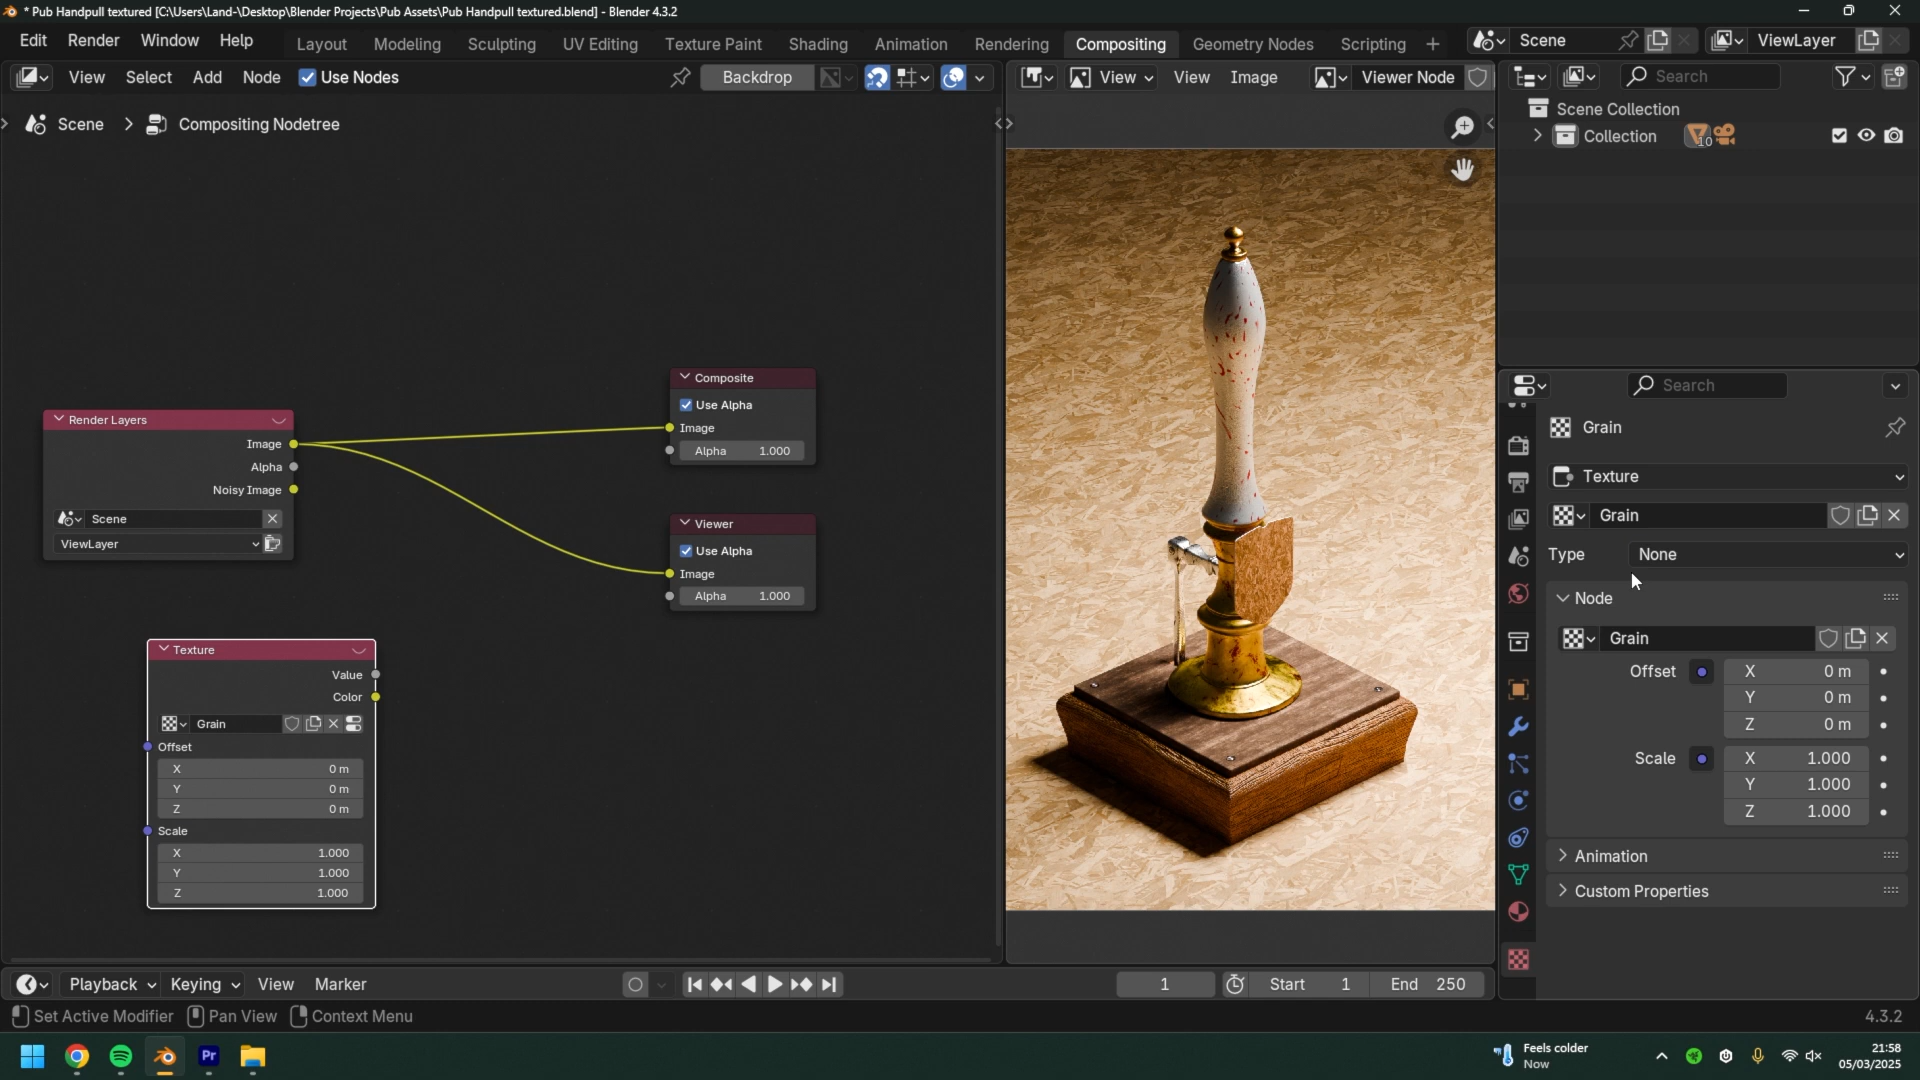 * Pub Handpull textured [C:\Users\Land-\Desktop\Blender Projects\Pub Assets\Pub Handpull textured.blend] - Blender 4.3.2
Edit Render Window Help Layout Modeling Sculpting UV Editing Texture Paint Shading Animation Rendering Compositing Geometry Nodes Scripting + Scene ViewLayer
View Select Add Node Use Nodes Backdrop View View Image Viewer Node Search
Scene > Compositing Nodetree
Scene Collection
Collection 10
Composite
Use Alpha
Image
Alpha 1.000
Render Layers
Image
Alpha
Noisy Image
Scene
ViewLayer
Viewer
Use Alpha
Image
Alpha 1.000
Texture
Value
Color
Grain
Offset
X 0 m
Y 0 m
Z 0 m
Scale
X 1.000
Y 1.000
Z 1.000
Search
Grain
Texture
Grain
Type None
Node
Grain
Offset X 0 m
Y 0 m
Z 0 m
Scale X 1.000
Y 1.000
Z 1.000
Animation
Custom Properties
Playback Keying View Marker 1 Start 1 End 250
Set Active Modifier Pan View Context Menu 4.3.2
Pr
Feels colder
Now
21:58
05/03/2025